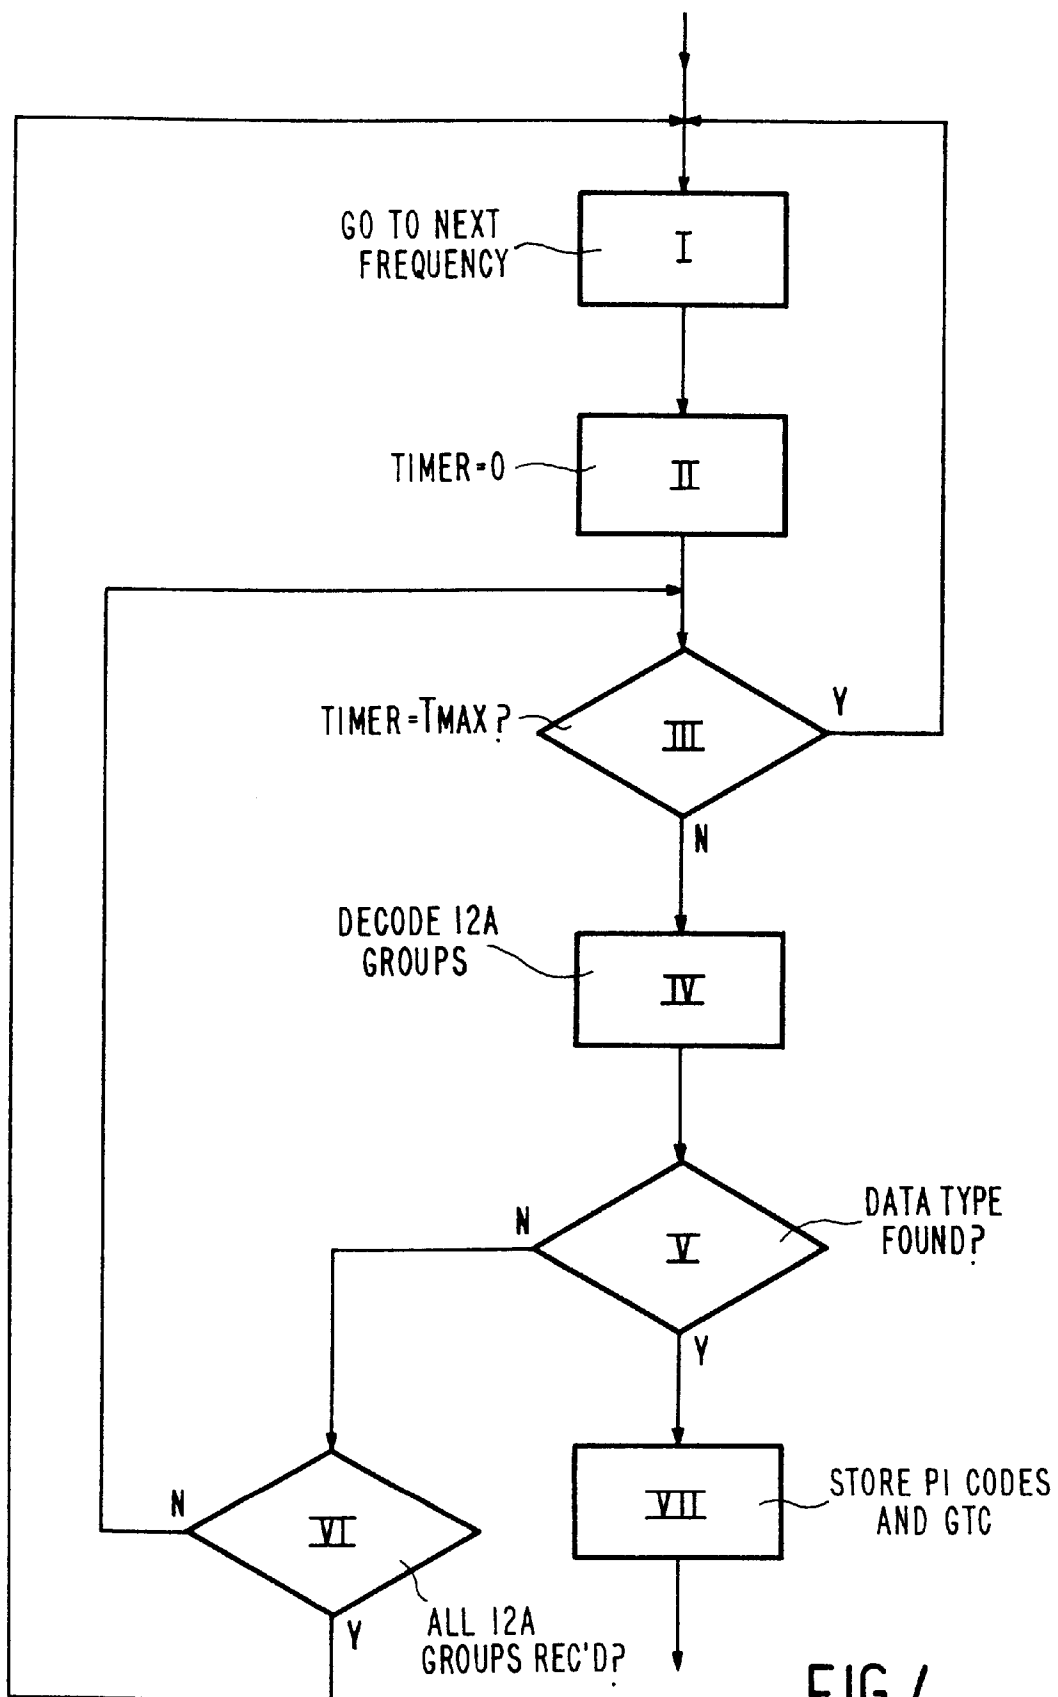 GO TO NEXT
FREQUENCY
I
TIMER=0
II
TIMER=TMAX?
III
Y
N
DECODE 12A
GROUPS
IV
N
DATA TYPE
FOUND?
V
Y
N
VI
VII
STORE PI CODES
AND GTC
Y
ALL 12A
GROUPS REC'D?
FIG.